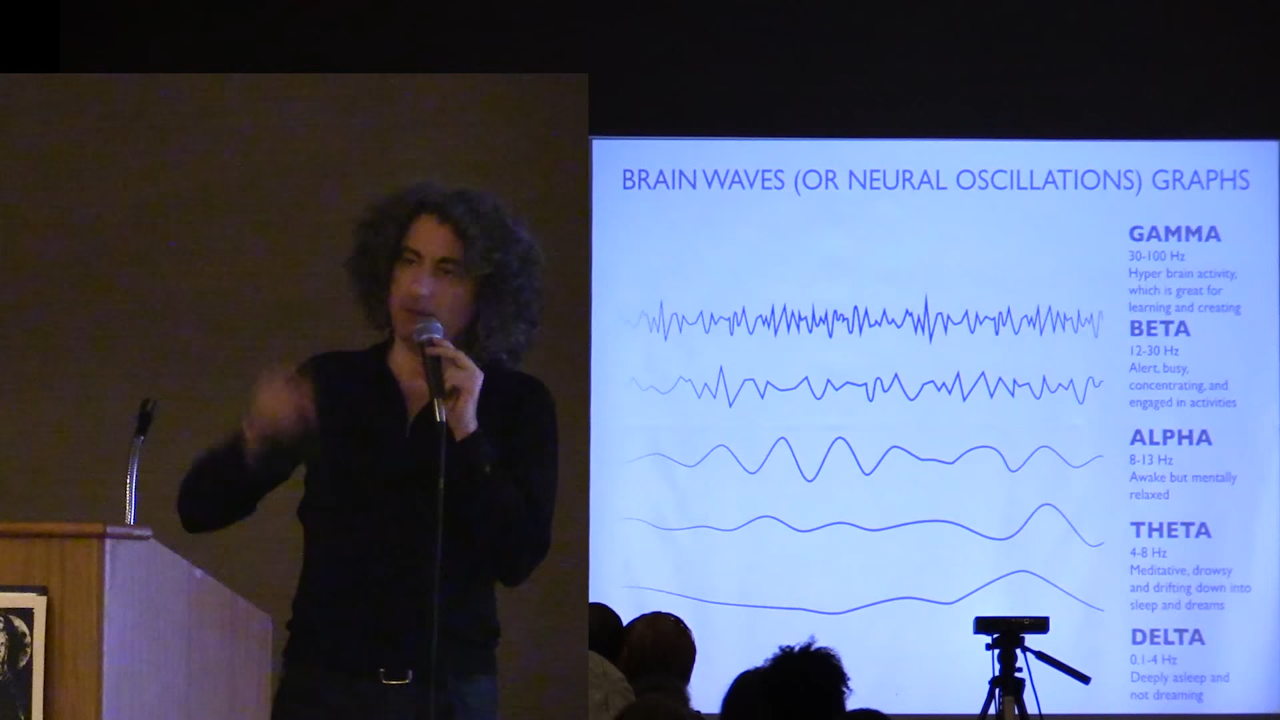 BRAIN WAVES (OR NEURAL OSCILLATIONS) GRAPHS
GAMMA
30-100 Hz
Hyper brain activity,
which is great for
learning and creating
BETA
12-30 Hz
Alert, busy,
concentrating, and
engaged in activities
ALPHA
8-13 Hz
Awake but mentally
relaxed
THETA
4-8 Hz
Meditative, drowsy
and drifting down into
sleep and dreams
DELTA
0.1-4 Hz
Deeply asleep and
not dreaming